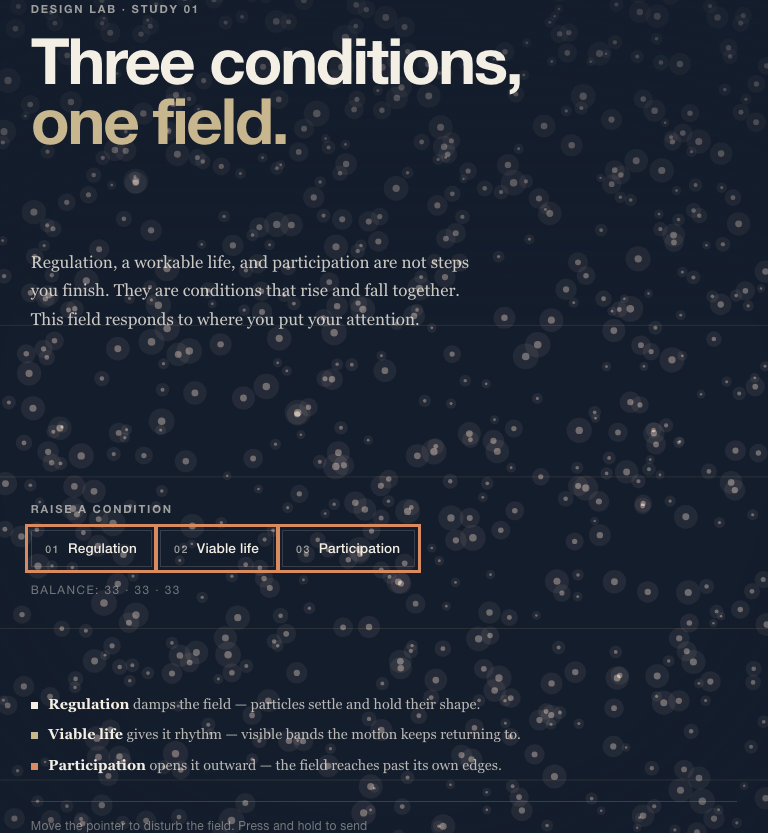 DESIGN LAB · STUDY 01
Three conditions,
one field.
Regulation, a workable life, and participation are not steps
you finish. They are conditions that rise and fall together.
This field responds to where you put your attention.
RAISE A CONDITION
01 Regulation 02 Viable life 03 Participation
BALANCE: 33 · 33 · 33
Regulation damps the field — particles settle and hold their shape.
Viable life gives it rhythm — visible bands the motion keeps returning to.
Participation opens it outward — the field reaches past its own edges.
Move the pointer to disturb the field. Press and hold to send